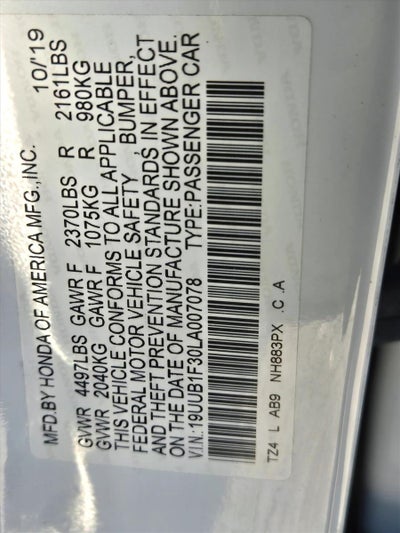 MFD.BY HONDA OF AMERICA MFG.,INC. 10/19
GVWR 4497LBS GAWR F 2370LBS R 2161LBS
GVWR 2040KG GAWR F 1075KG R 980KG
THIS VEHICLE CONFORMS TO ALL APPLICABLE
FEDERAL MOTOR VEHICLE SAFETY, BUMPER,
AND THEFT PREVENTION STANDARDS IN EFFECT
ON THE DATE OF MANUFACTURE SHOWN ABOVE.
V.I.N.:19UUB1F30LA007078 TYPE:PASSENGER CAR
TZ4 L AB9 NH883PX .C .A